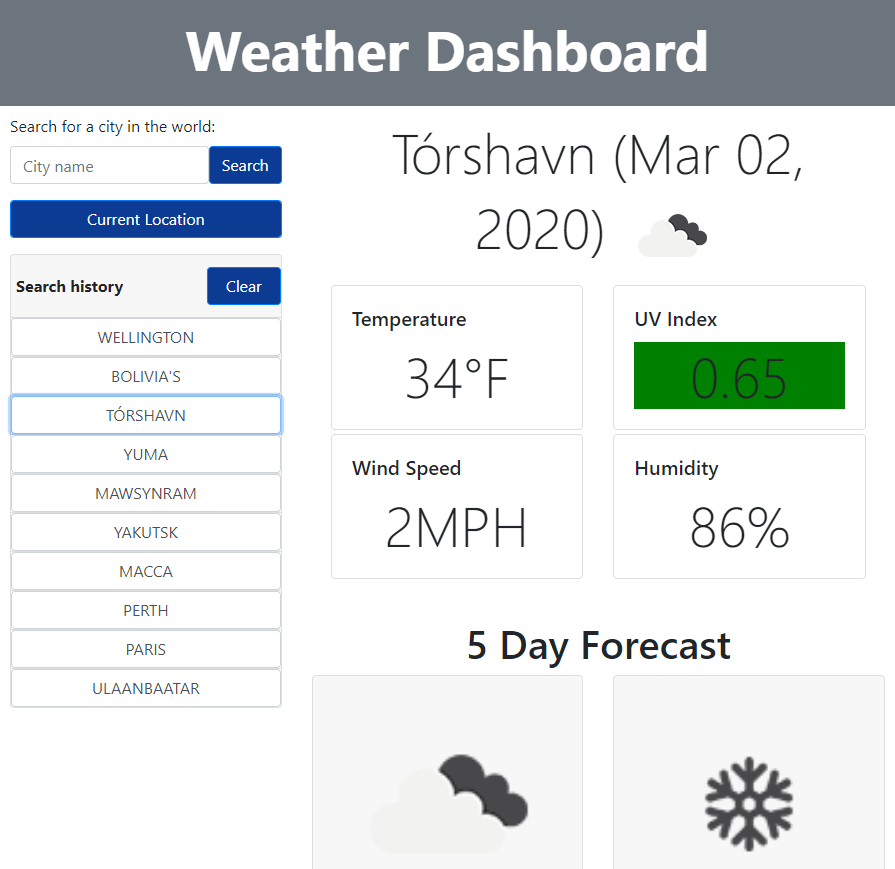 Weather Dashboard
Search for a city in the world:
City name
Search
Current Location
Search history
Clear
WELLINGTON
BOLIVIA'S
TÓRSHAVN
YUMA
MAWSYNRAM
YAKUTSK
MACCA
PERTH
PARIS
ULAANBAATAR
Tórshavn (Mar 02,
2020)
Temperature
34°F
UV Index
0.65
Wind Speed
2MPH
Humidity
86%
5 Day Forecast